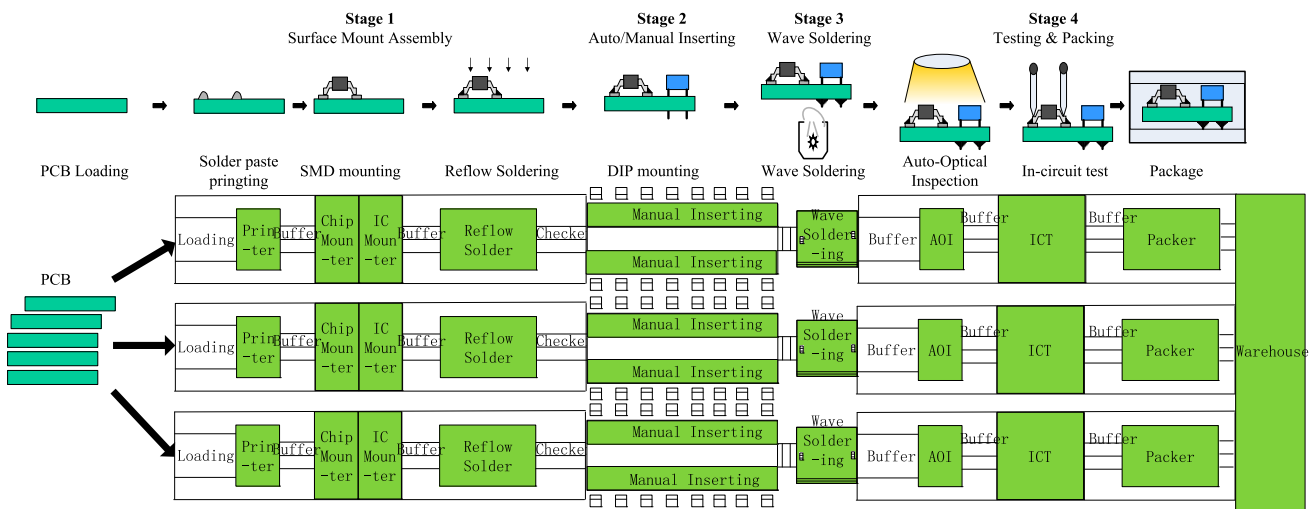 Stage 1
Surface Mount Assembly
Stage 2
Auto/Manual Inserting
Stage 3
Wave Soldering
Stage 4
Testing & Packing
PCB Loading
Solder paste
pringting
SMD mounting
Reflow Soldering
DIP mounting
Wave Soldering
Auto-Optical
Inspection
In-circuit test
Package
PCB
Loading
Prin
-ter
Buffer
Chip
Moun
-ter
IC
Moun
-ter
Buffer
Reflow
Solder
Checke
Manual Inserting
Manual Inserting
Wave
Solder
-ing
Buffer
AOI
Buffer
ICT
Buffer
Packer
Loading
Prin
-ter
Buffer
Chip
Moun
-ter
IC
Moun
-ter
Buffer
Reflow
Solder
Checke
Manual Inserting
Manual Inserting
Wave
Solder
-ing
Buffer
AOI
Buffer
ICT
Buffer
Packer
Loading
Prin
-ter
Buffer
Chip
Moun
-ter
IC
Moun
-ter
Buffer
Reflow
Solder
Checke
Manual Inserting
Manual Inserting
Wave
Solder
-ing
Buffer
AOI
Buffer
ICT
Buffer
Packer
Warehouse